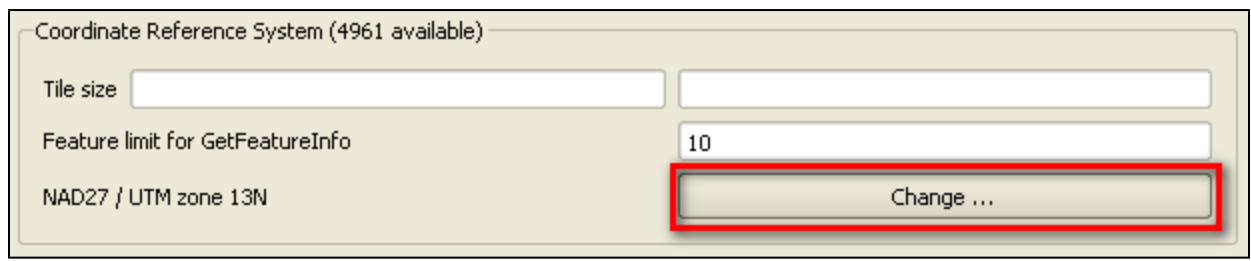 Coordinate Reference System (4961 available)
Tile size
Feature limit for GetFeatureInfo 10
NAD27 / UTM zone 13N Change ...